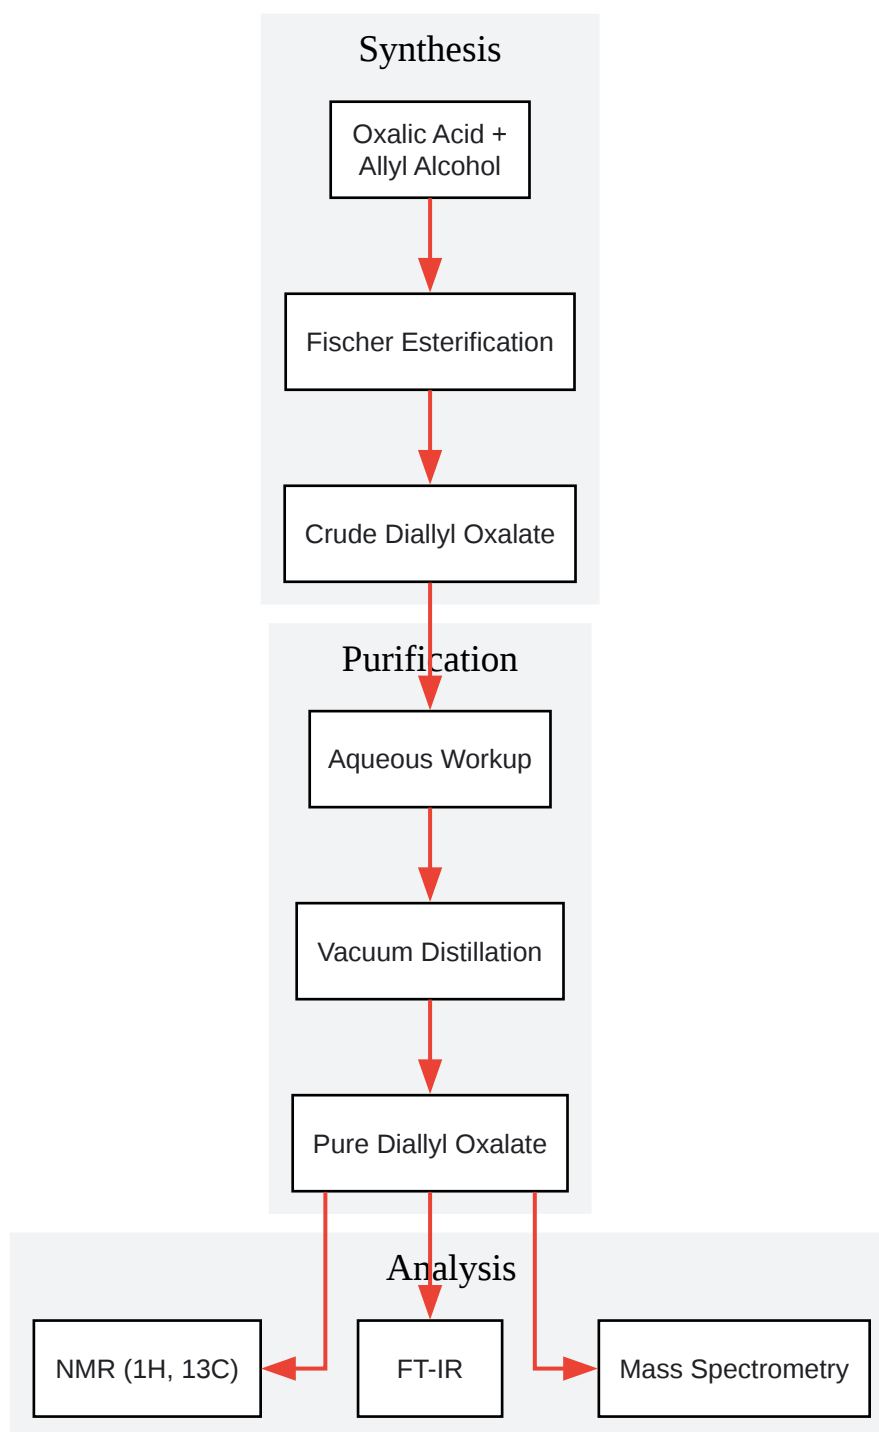 Synthesis
Oxalic Acid +
Allyl Alcohol
Fischer Esterification
Crude Diallyl Oxalate
Purification
Aqueous Workup
Vacuum Distillation
Pure Diallyl Oxalate
Analysis
NMR (1H, 13C)
FT-IR
Mass Spectrometry